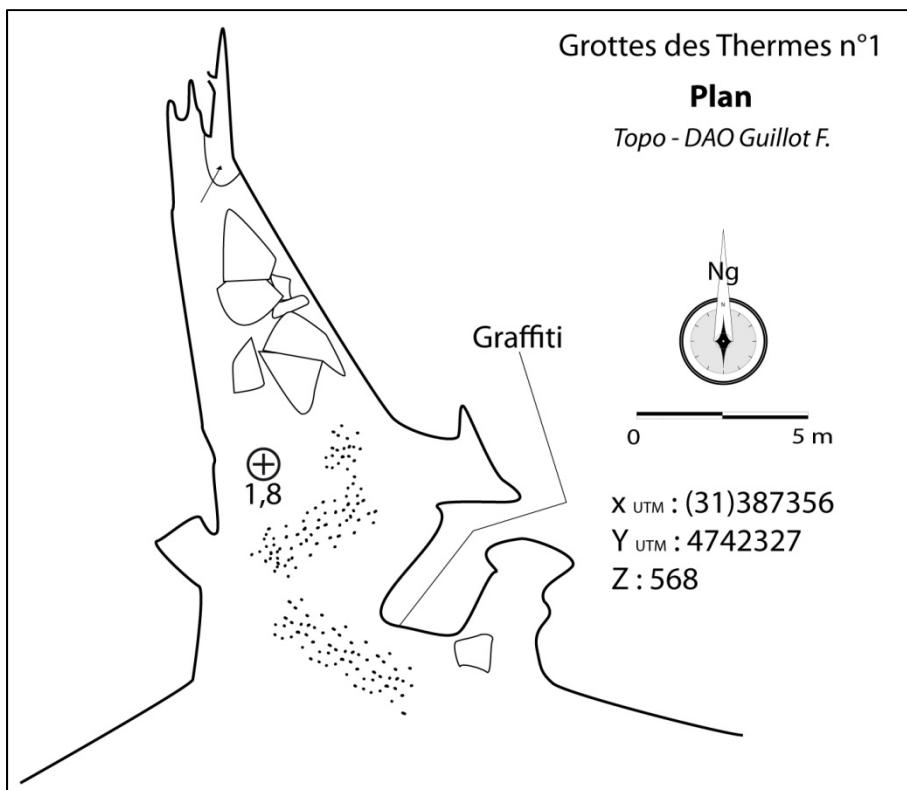 Grottes des Thermes n°1
Plan
Topo - DAO Guillot F.
Ng
N
Graffiti
0 5 m
1,8
x UTM : (31)387356
Y UTM : 4742327
Z : 568